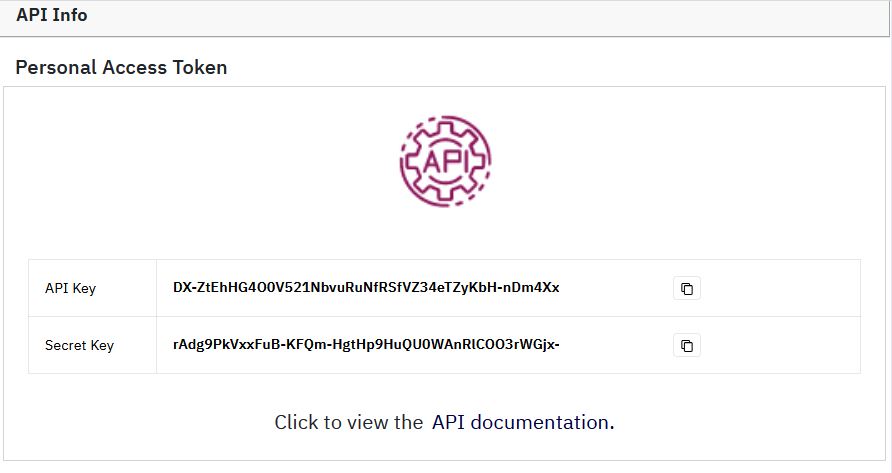 API Info
Personal Access Token
API
API Key DX-ZtEhHG4O0V521NbvuRuNfRSfVZ34eTZyKbH-nDm4Xx
Secret Key rAdg9PkVxxFuB-KFQm-HgtHp9HuQU0WAnRlCOO3rWGjx-
Click to view the API documentation.